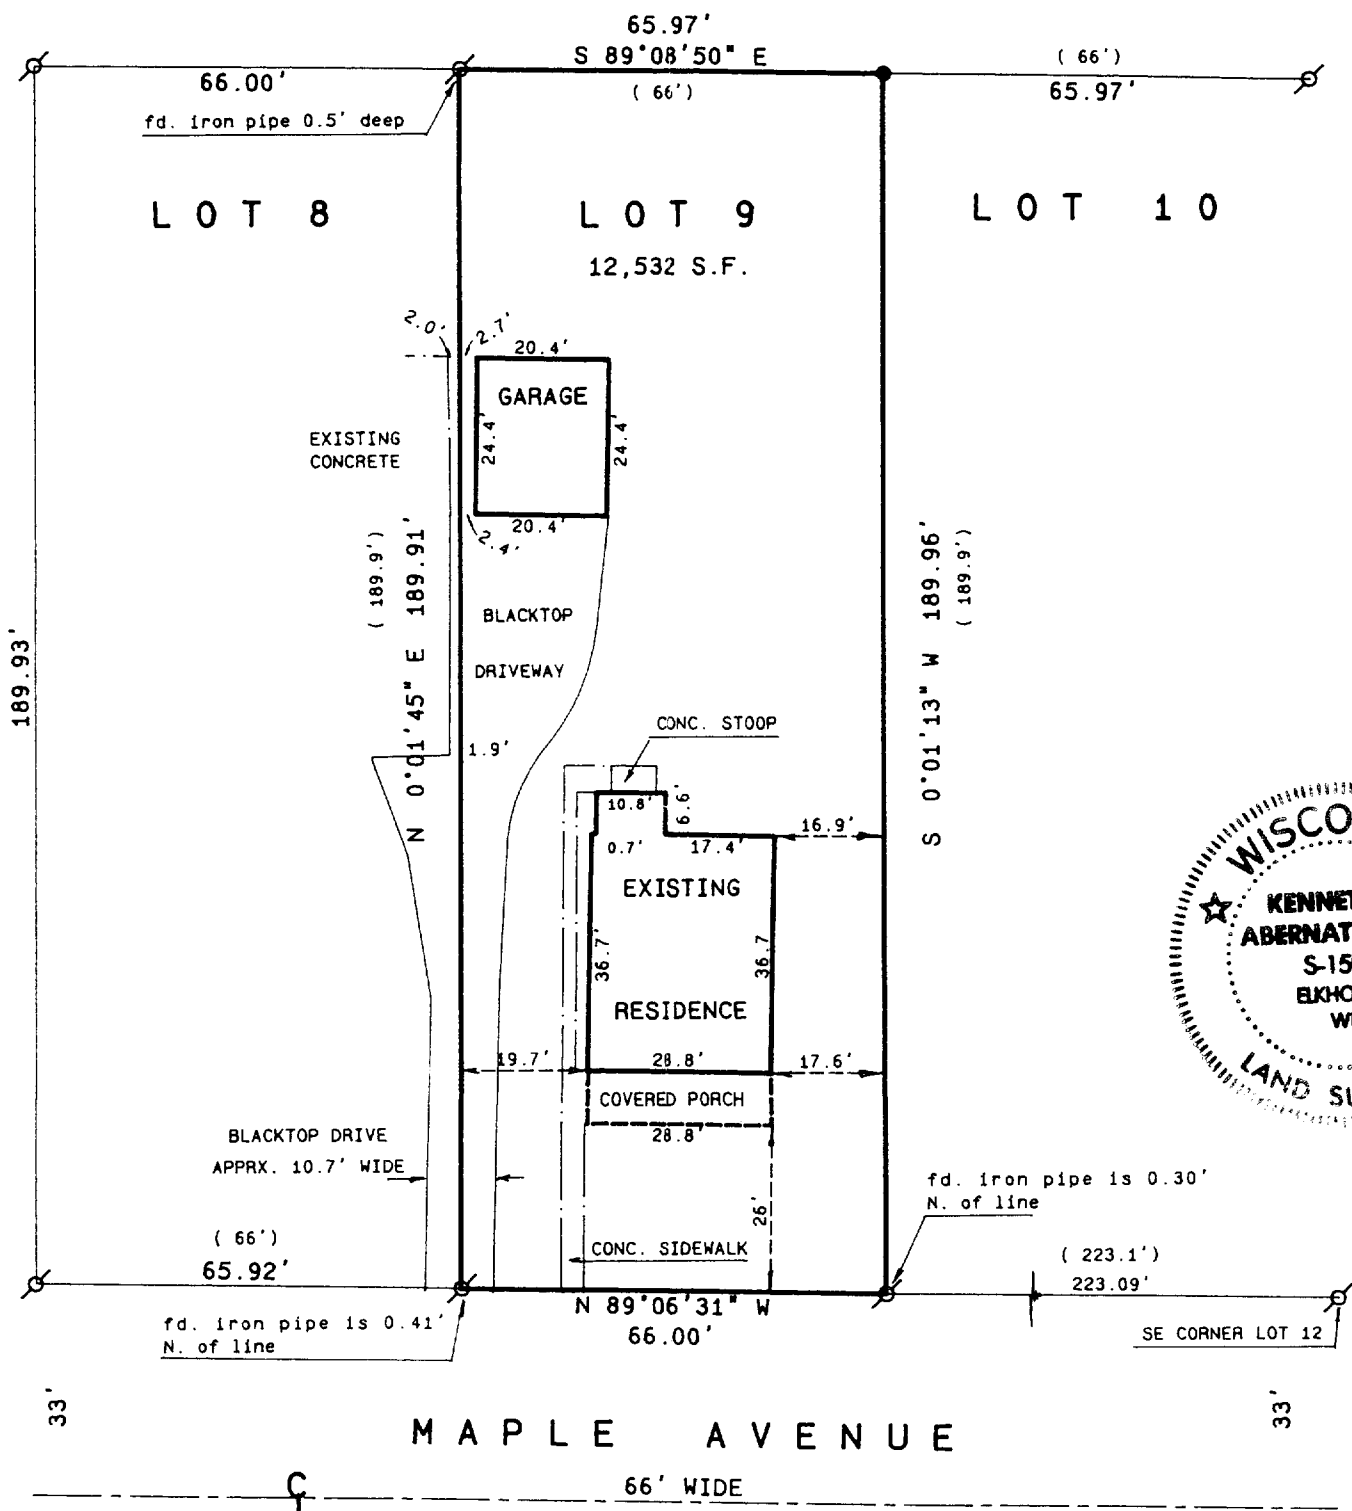 65.97'
S 89°08'50" E
( 66')
66.00'
( 66')
65.97'
fd. iron pipe 0.5' deep
LOT 8
LOT 9
LOT 10
12,532 S.F.
2.0'
2.7'
20.4'
GARAGE
24.4'
24.4'
EXISTING
CONCRETE
20.4'
2.4'
( 189.9')
N 0°01'45" E 189.91'
S 0°01'13" W 189.96'
( 189.9')
BLACKTOP
DRIVEWAY
189.93'
CONC. STOOP
1.9'
10.8'
6.6'
16.9'
0.7'
17.4'
EXISTING
36.7'
36.7
RESIDENCE
WISCO
KENNET
ABERNAT
S-15
ELKHO
WI
LAND SU
19.7'
28.8'
17.6'
COVERED PORCH
28.8'
BLACKTOP DRIVE
APPRX. 10.7' WIDE
fd. iron pipe is 0.30'
N. of line
26'
( 66')
65.92'
CONC. SIDEWALK
( 223.1')
223.09'
N 89°06'31" W
66.00'
fd. iron pipe is 0.41'
N. of line
SE CORNER LOT 12
33'
33'
MAPLE AVENUE
66' WIDE